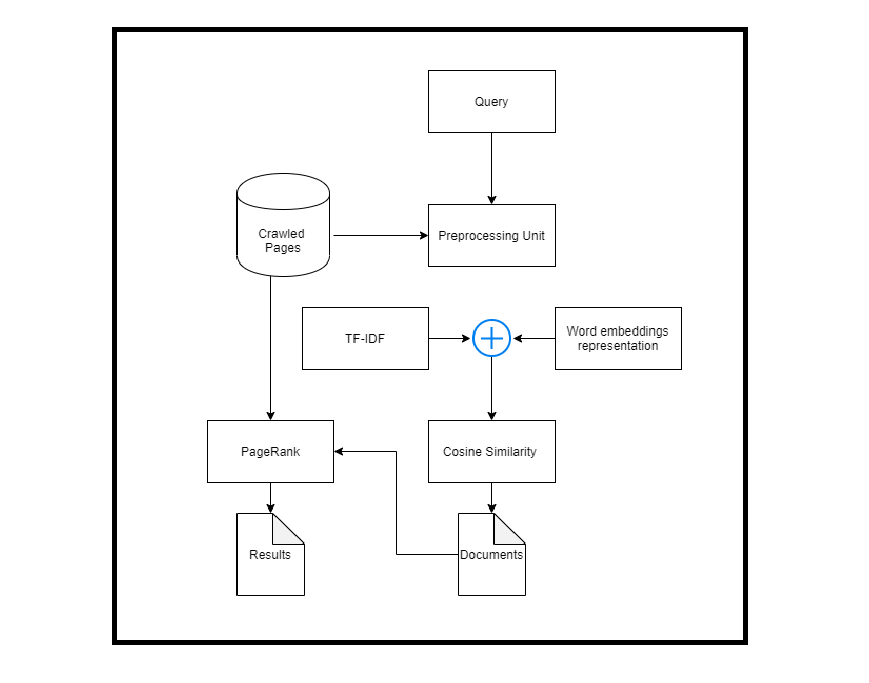 Query
Crawled
Pages
Preprocessing Unit
TF-IDF
Word embeddings
representation
PageRank
Cosine Similarity
Results
Documents